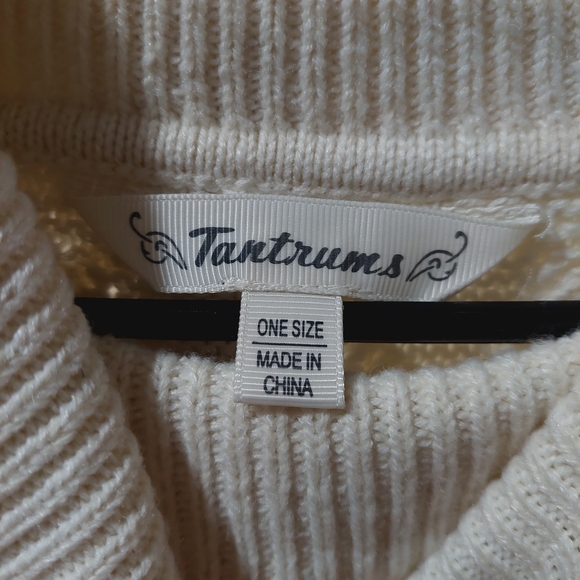 Tantrums
ONE SIZE
MADE IN
CHINA